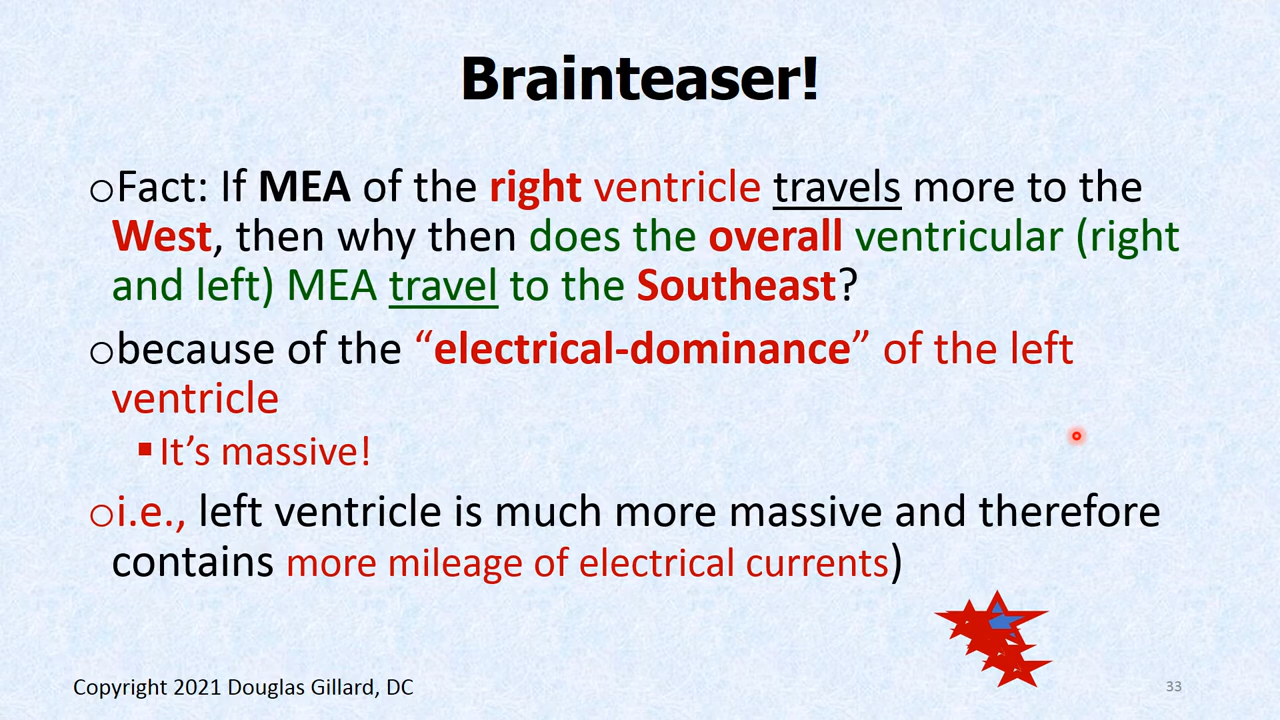 Brainteaser!
oFact: If MEA of the right ventricle travels more to the
West, then why then does the overall ventricular (right
and left) MEA travel to the Southeast?
obecause of the “electrical-dominance” of the left
ventricle
▪It’s massive!
oi.e., left ventricle is much more massive and therefore
contains more mileage of electrical currents)
Copyright 2021 Douglas Gillard, DC
33